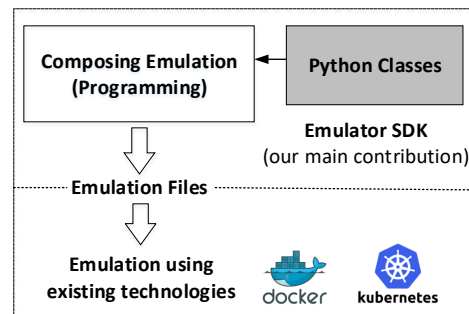 Composing Emulation
(Programming)
Python Classes
Emulator SDK
(our main contribution)
Emulation Files
Emulation using
existing technologies
docker
kubernetes